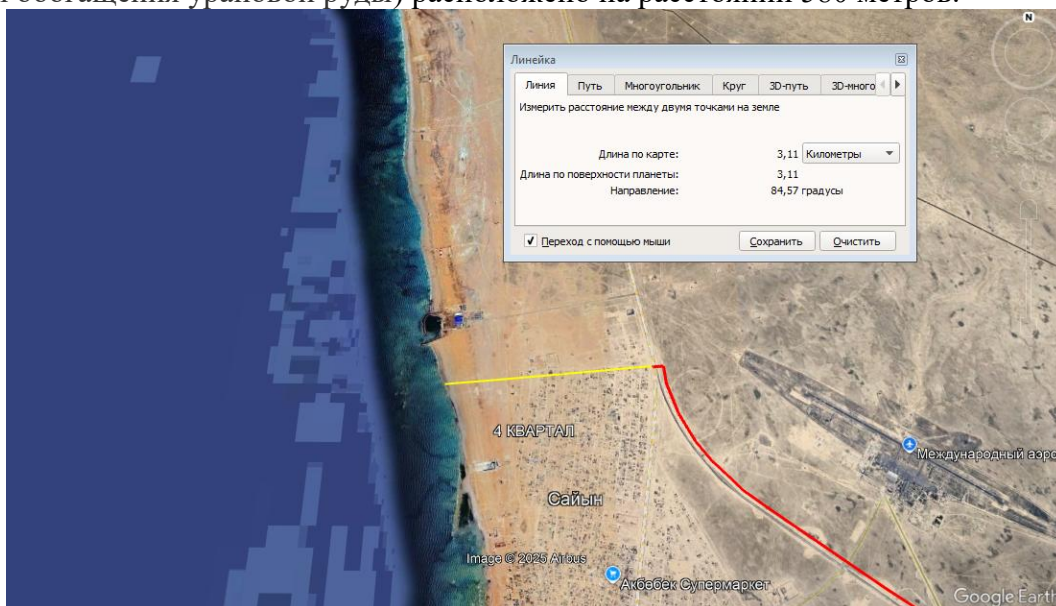 обогащения урановой руды) расположено на расстоянии 380 метров.
N
Линейка
Линия Путь Многоугольник Круг 3D-путь 3D-много
Измерить расстояние между двумя точками на земле
Длина по карте: 3,11 Километры
Длина по поверхности планеты: 3,11
Направление: 84,57 градусы
Переход с помощью мыши Сохранить Очистить
4 КВАРТАЛ
Международный аэро
Сайын
Image © 2025 Airbus
Акбөбек Супермаркет
Google Earth